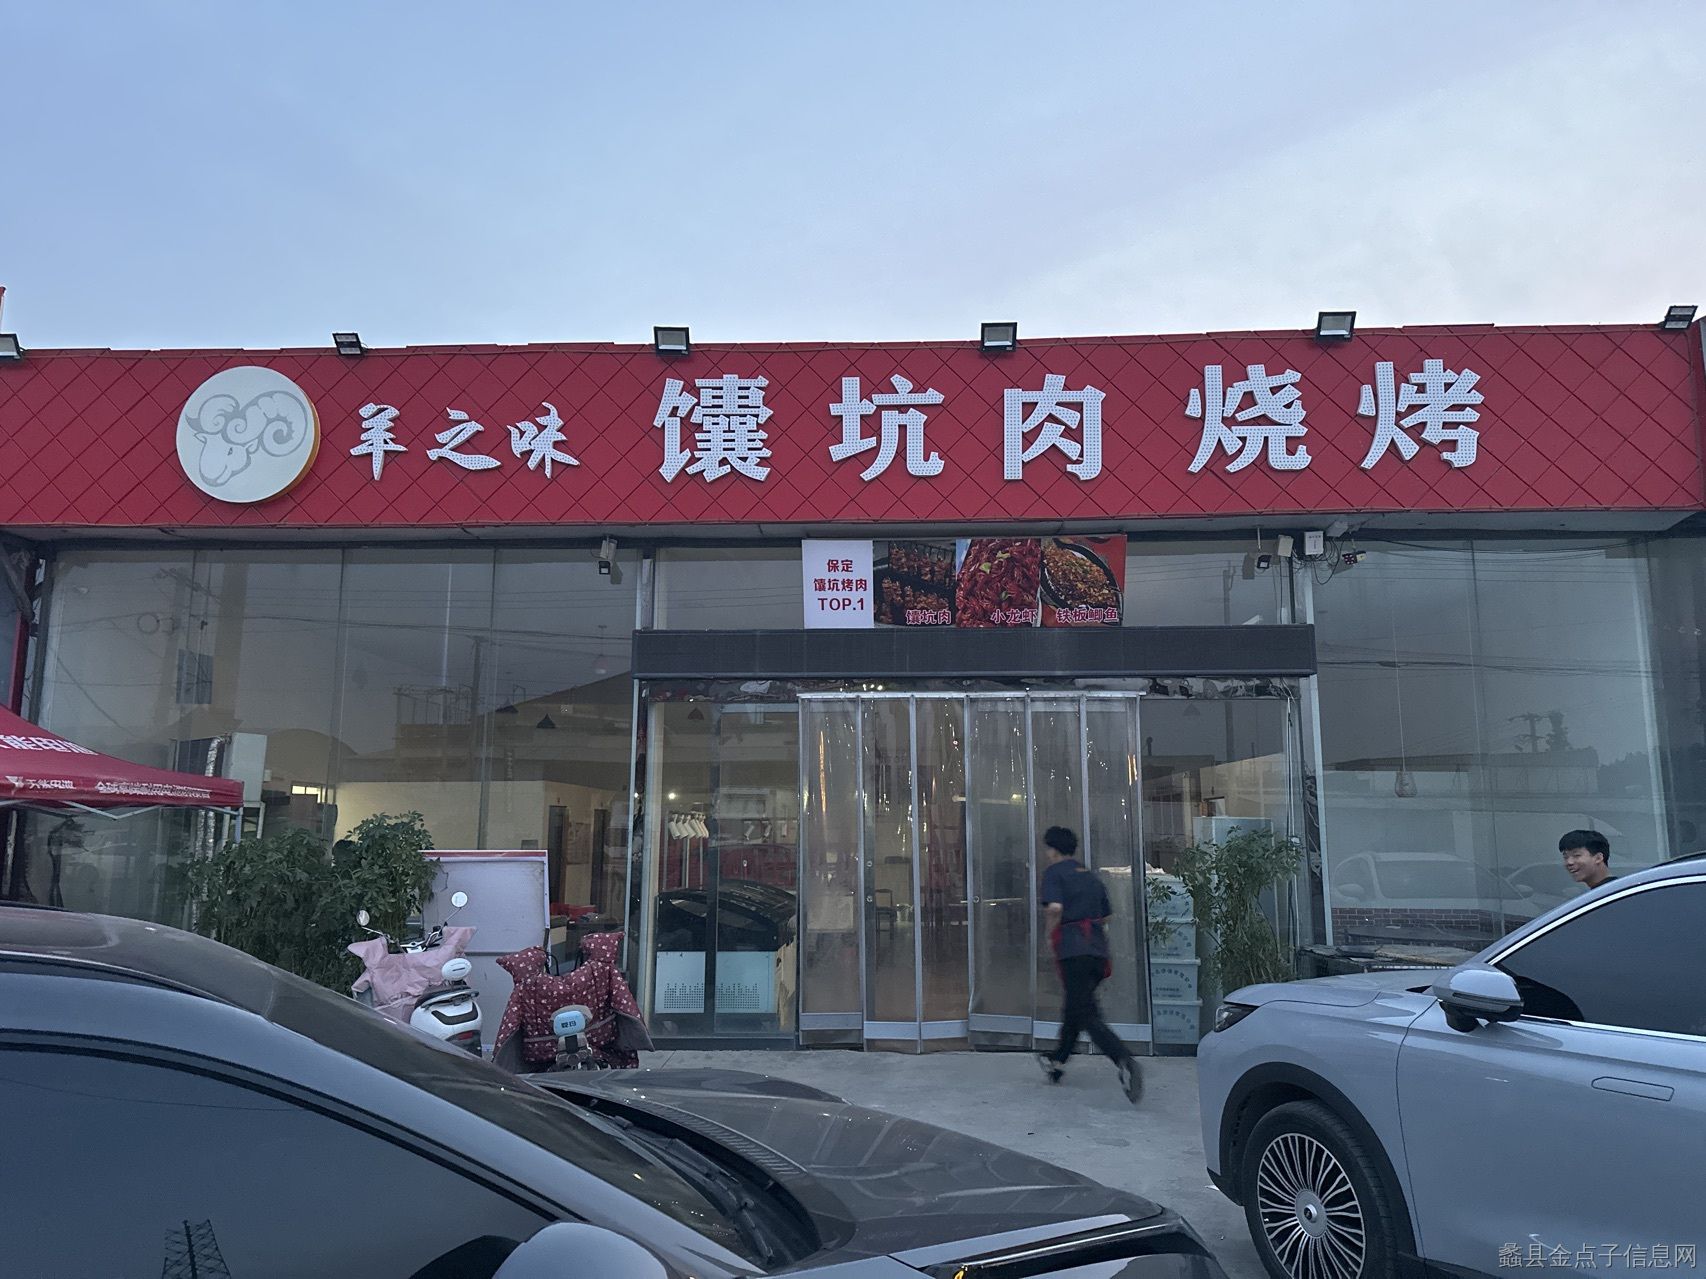 羊之味 馕坑肉烧烤
保定
馕坑烤肉
TOP.1
馕坑肉
小龙虾
铁板鲫鱼
蠡县金点子信息网